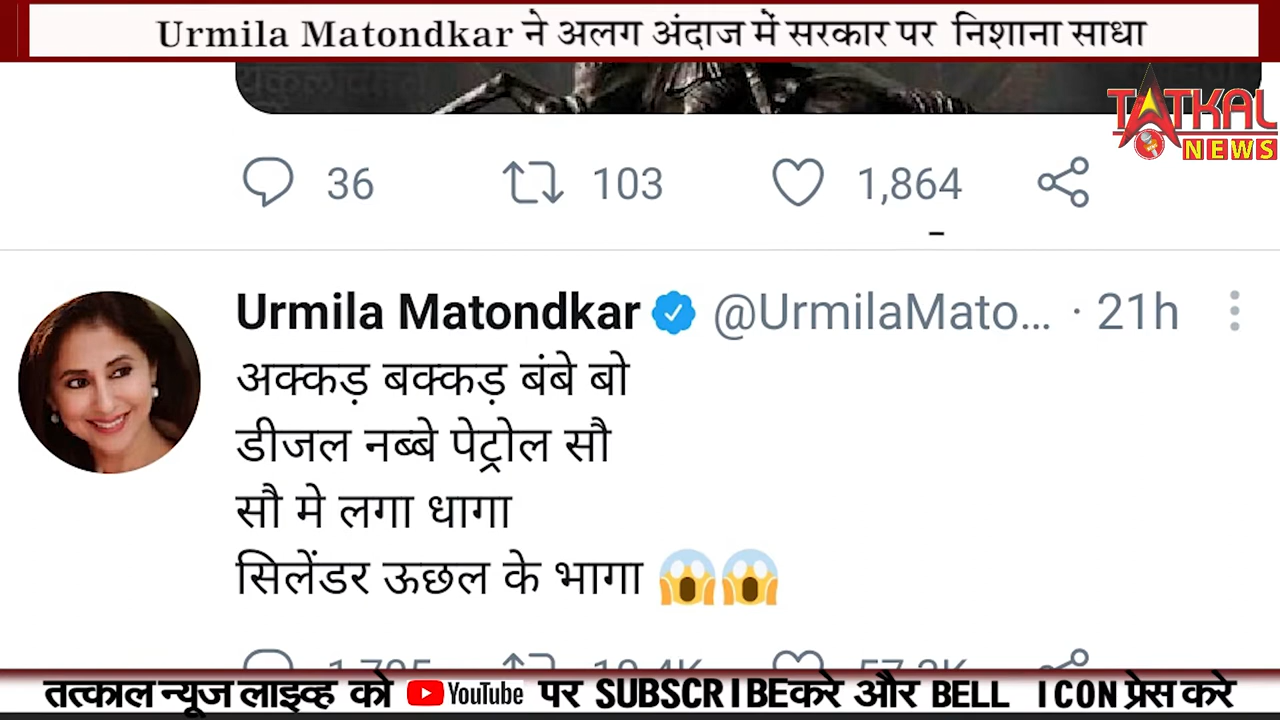 Urmila Matondkar ने अलग अंदाज में सरकार पर निशाना साधा
TATKAL
NEWS
36 103 1,864
Urmila Matondkar @UrmilaMato... · 21h
अक्कड़ बक्कड़ बंबे बो
डीजल नब्बे पेट्रोल सौ
सौ मे लगा धागा
सिलेंडर ऊछल के भागा 😱😱
तत्काल न्यूज लाइव्ह को YouTube पर SUBSCRIBE करे और BELL ICON प्रेस करे